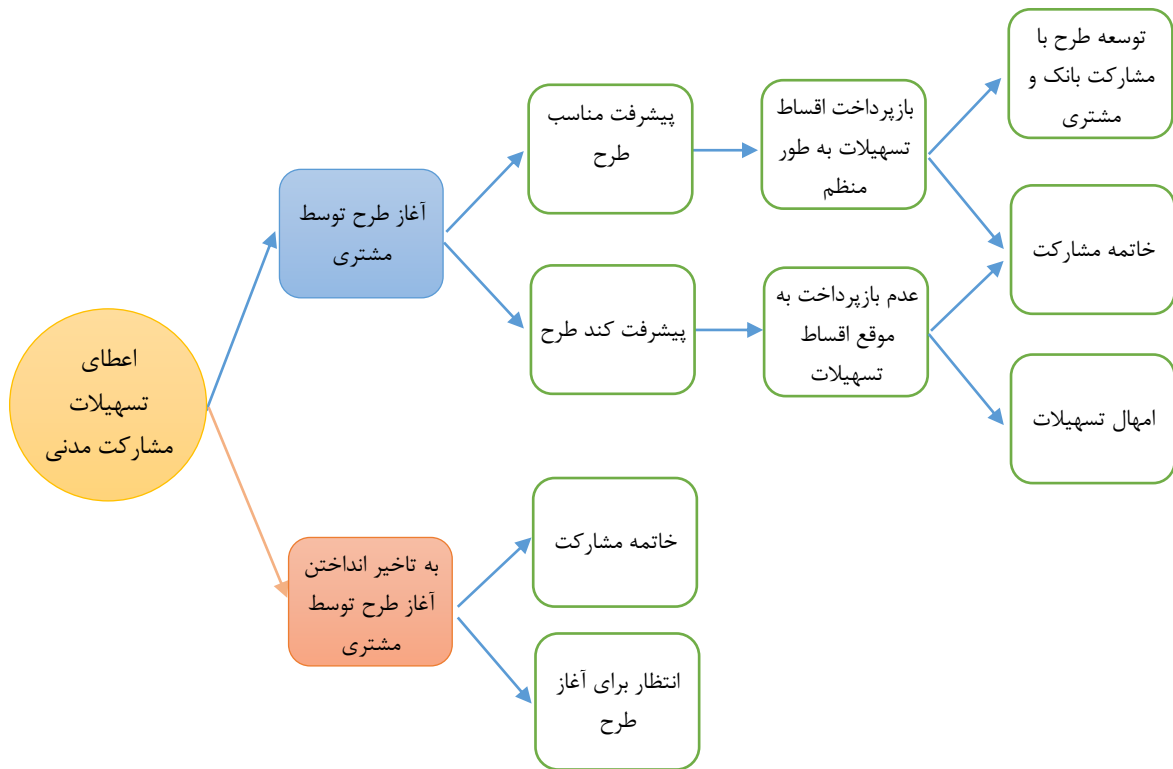 اعطای
تسهیلات
مشارکت مدنی
آغاز طرح توسط
مشتری
پیشرفت مناسب
طرح
بازپرداخت اقساط
تسهیلات به طور
منظم
توسعه طرح با
مشارکت بانک و
مشتری
خاتمه مشارکت
پیشرفت کند طرح
عدم بازپرداخت به
موقع اقساط
تسهیلات
امهال تسهیلات
به تاخیر انداختن
آغاز طرح توسط
مشتری
خاتمه مشارکت
انتظار برای آغاز
طرح